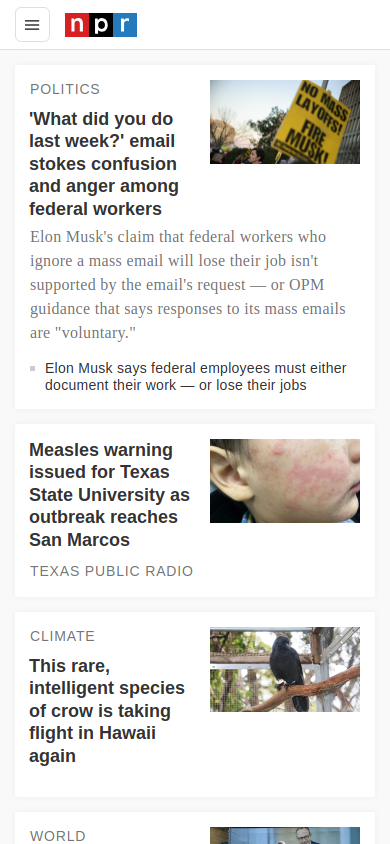 npr
POLITICS
'What did you do
last week?' email
stokes confusion
and anger among
federal workers
NO MASS
LAYOFFS!
FIRE
MUSK!
Elon Musk's claim that federal workers who
ignore a mass email will lose their job isn't
supported by the email's request — or OPM
guidance that says responses to its mass emails
are "voluntary."
Elon Musk says federal employees must either
document their work — or lose their jobs
Measles warning
issued for Texas
State University as
outbreak reaches
San Marcos
TEXAS PUBLIC RADIO
CLIMATE
This rare,
intelligent species
of crow is taking
flight in Hawaii
again
WORLD